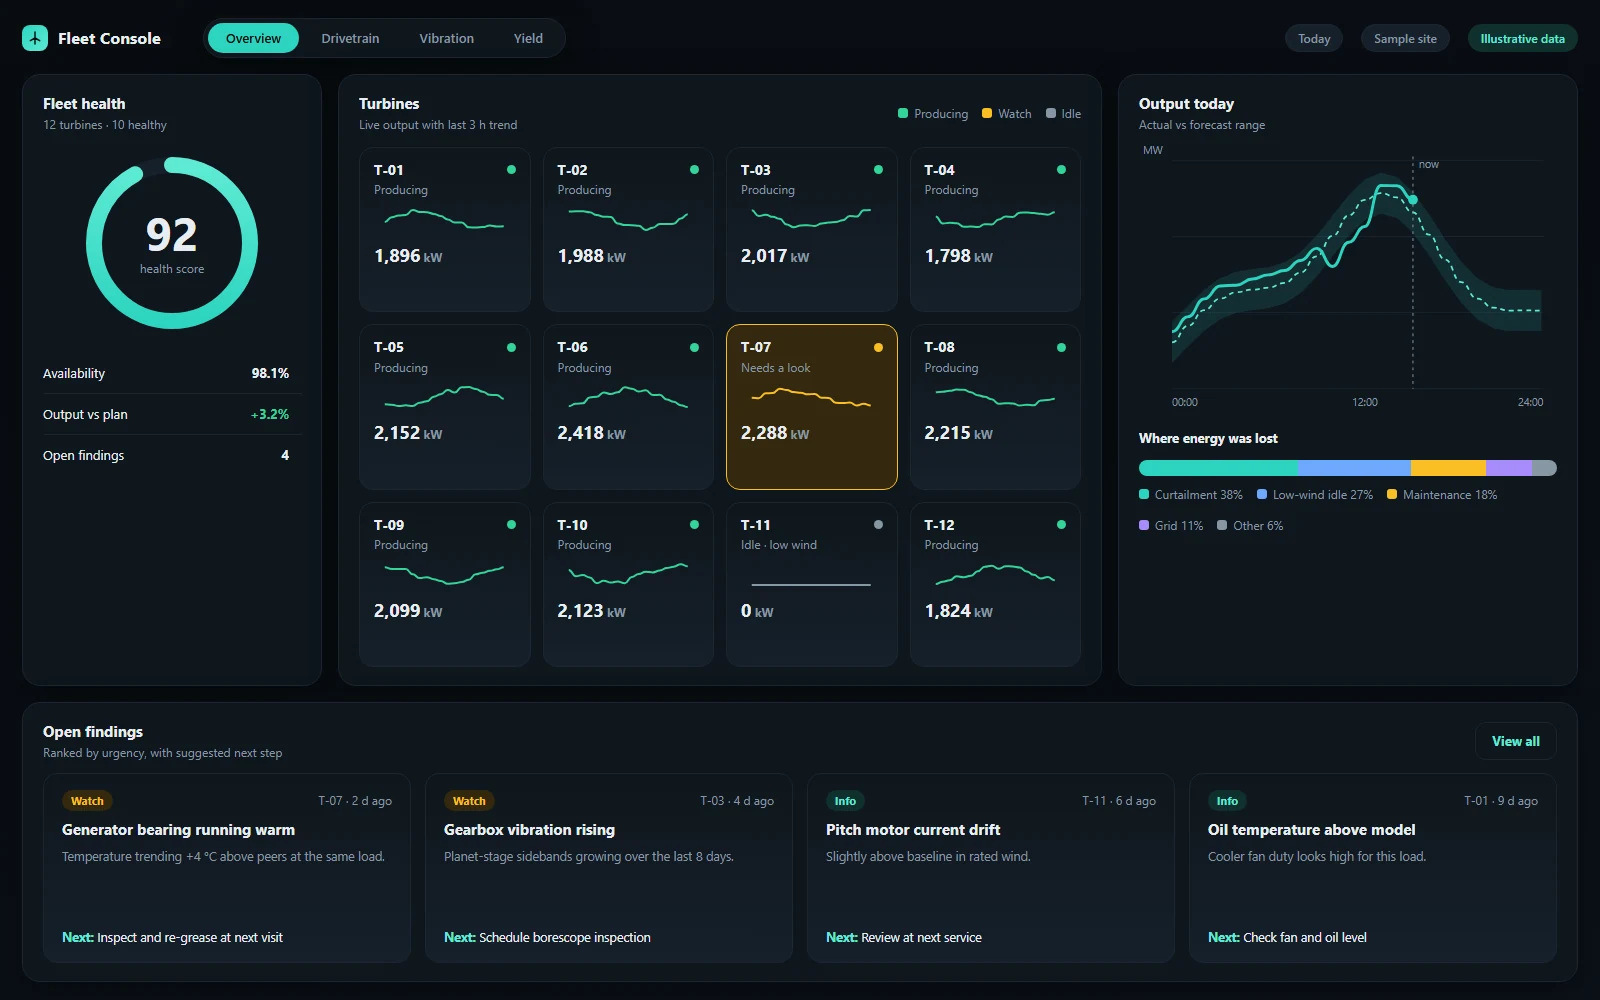 Fleet Console
Overview
Drivetrain
Vibration
Yield
Today
Sample site
Illustrative data
Fleet health
12 turbines · 10 healthy
92
health score
Availability 98.1%
Output vs plan +3.2%
Open findings 4
Turbines
Live output with last 3 h trend
Producing
Watch
Idle
T-01
Producing
1,896 kW
T-02
Producing
1,988 kW
T-03
Producing
2,017 kW
T-04
Producing
1,798 kW
T-05
Producing
2,152 kW
T-06
Producing
2,418 kW
T-07
Needs a look
2,288 kW
T-08
Producing
2,215 kW
T-09
Producing
2,099 kW
T-10
Producing
2,123 kW
T-11
Idle · low wind
0 kW
T-12
Producing
1,824 kW
Output today
Actual vs forecast range
MW
now
00:00
12:00
24:00
Where energy was lost
Curtailment 38%
Low-wind idle 27%
Maintenance 18%
Grid 11%
Other 6%
Open findings
Ranked by urgency, with suggested next step
View all
Watch
T-07 · 2 d ago
Generator bearing running warm
Temperature trending +4 °C above peers at the same load.
Next: Inspect and re-grease at next visit
Watch
T-03 · 4 d ago
Gearbox vibration rising
Planet-stage sidebands growing over the last 8 days.
Next: Schedule borescope inspection
Info
T-11 · 6 d ago
Pitch motor current drift
Slightly above baseline in rated wind.
Next: Review at next service
Info
T-01 · 9 d ago
Oil temperature above model
Cooler fan duty looks high for this load.
Next: Check fan and oil level